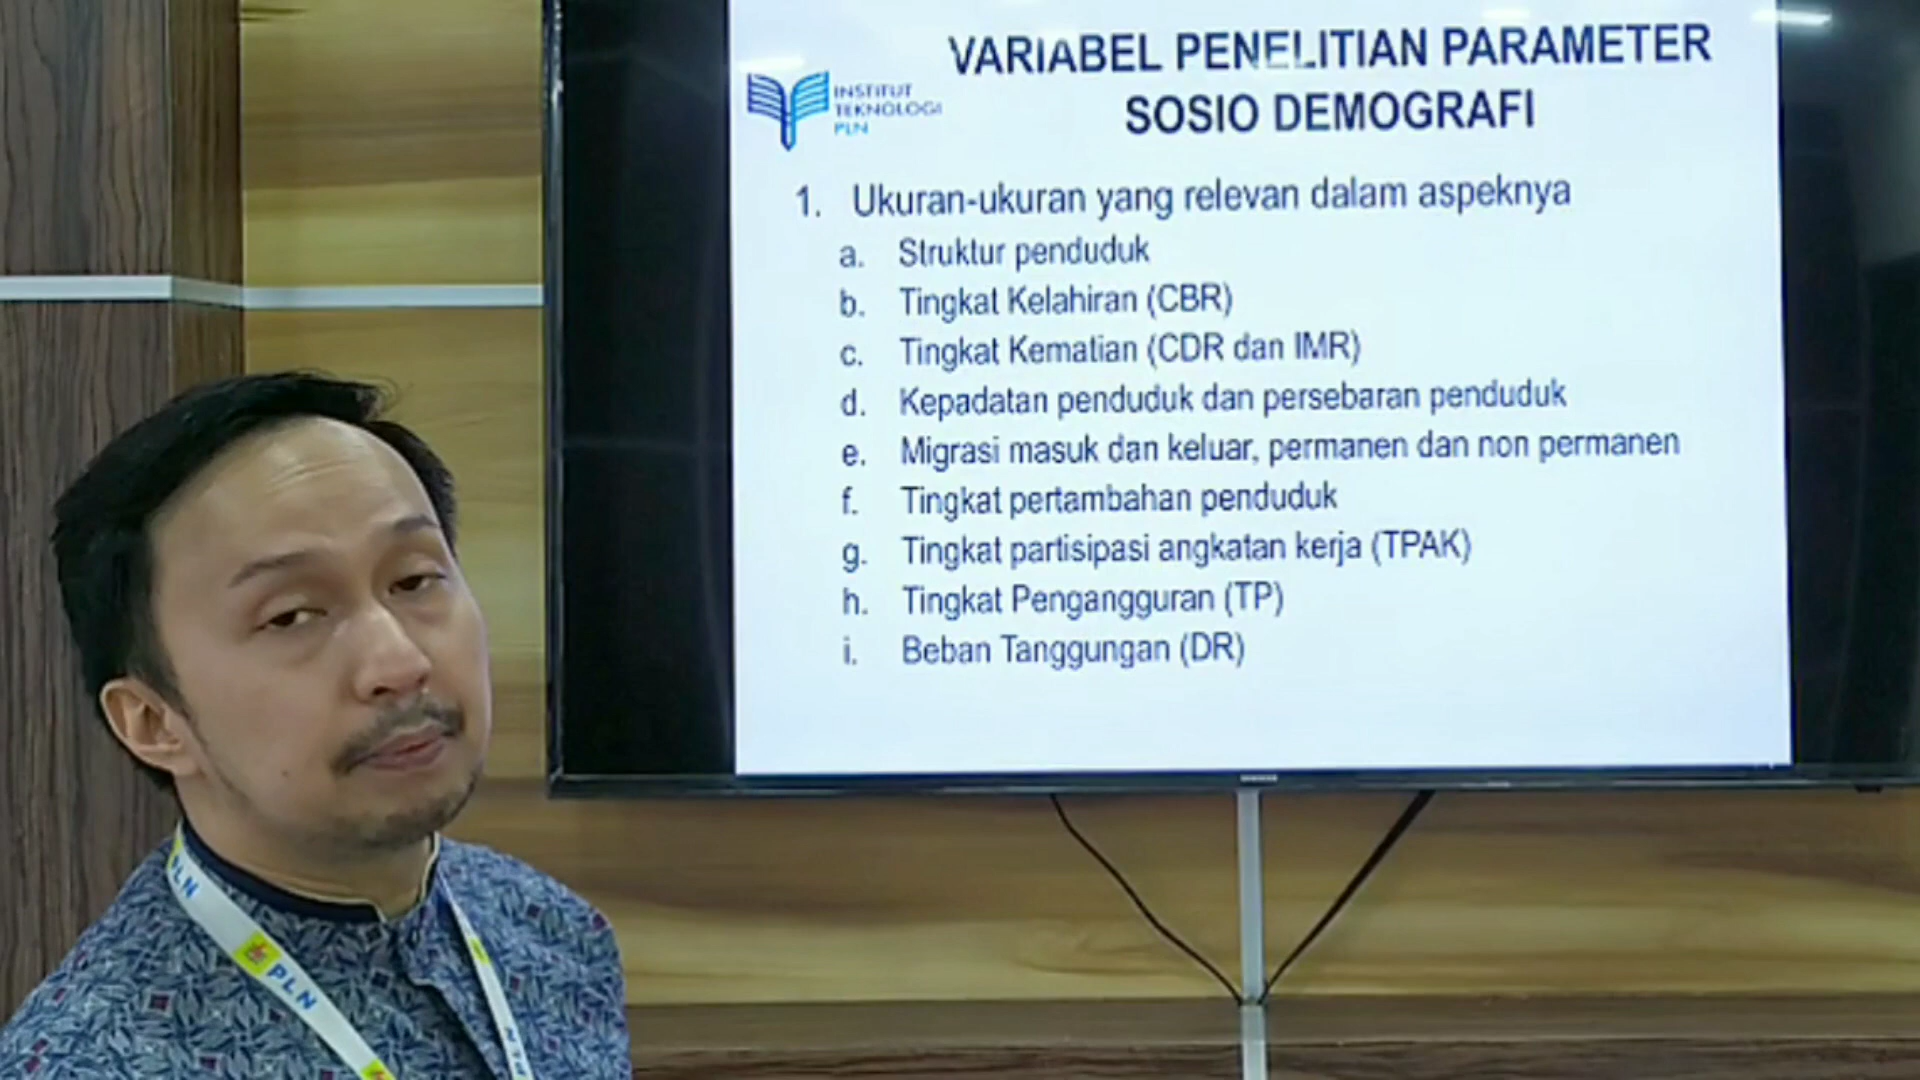 VARIABEL PENELITIAN PARAMETER
SOSIO DEMOGRAFI
INSTITUT
TEKNOLOGI
PLN
1. Ukuran-ukuran yang relevan dalam aspeknya
a. Struktur penduduk
b. Tingkat Kelahiran (CBR)
c. Tingkat Kematian (CDR dan IMR)
d. Kepadatan penduduk dan persebaran penduduk
e. Migrasi masuk dan keluar, permanen dan non permanen
f. Tingkat pertambahan penduduk
g. Tingkat partisipasi angkatan kerja (TPAK)
h. Tingkat Pengangguran (TP)
i. Beban Tanggungan (DR)
PLN
PLN
PLN